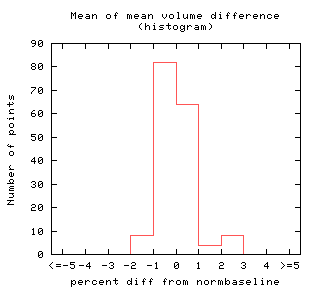 Mean of mean volume difference
(histogram)
90
80
70
60
50
40
30
20
10
0
Number of points
<=-5 -4 -3 -2 -1 0 1 2 3 4 >=5
percent diff from normbaseline